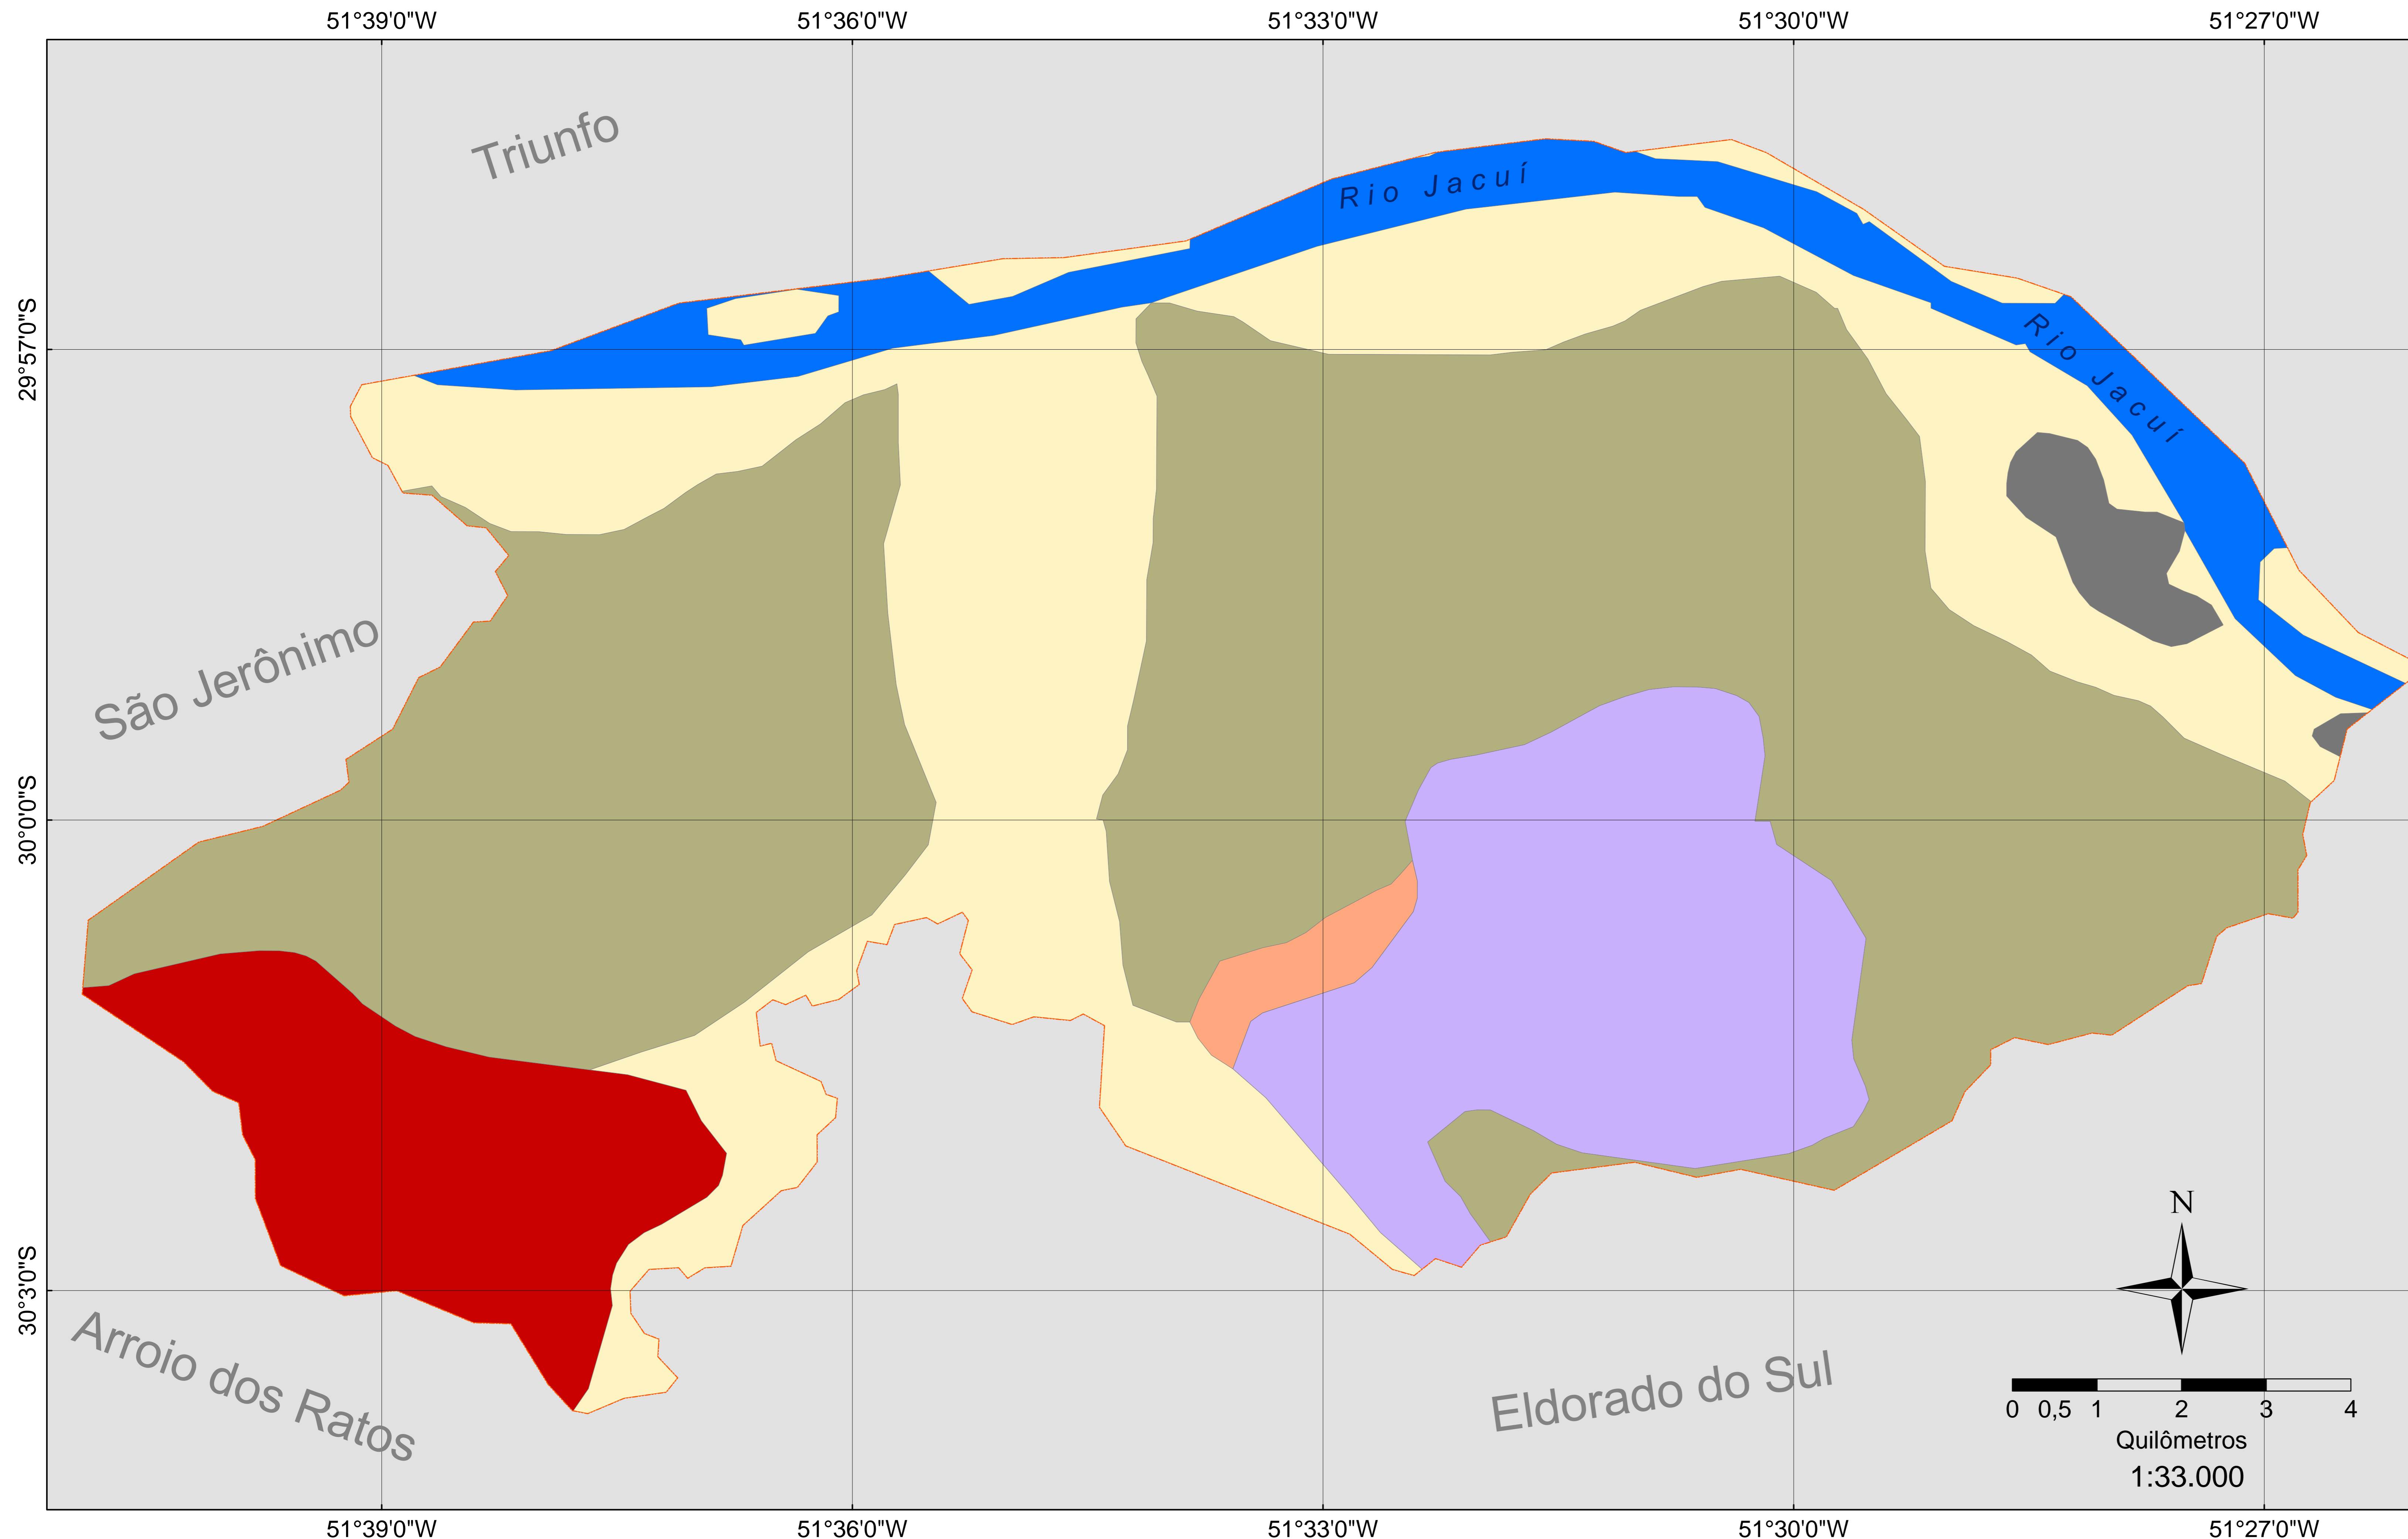 51°39'0"W
51°36'0"W
51°33'0"W
51°30'0"W
51°27'0"W
Triunfo
Rio Jacuí
29°57'0"S
Rio Jacuí
São Jerônimo
30°0'0"S
N
30°3'0"S
Arroio dos Ratos
Eldorado do Sul
0 0,5 1 2 3 4
Quilômetros
1:33.000
51°39'0"W
51°36'0"W
51°33'0"W
51°30'0"W
51°27'0"W